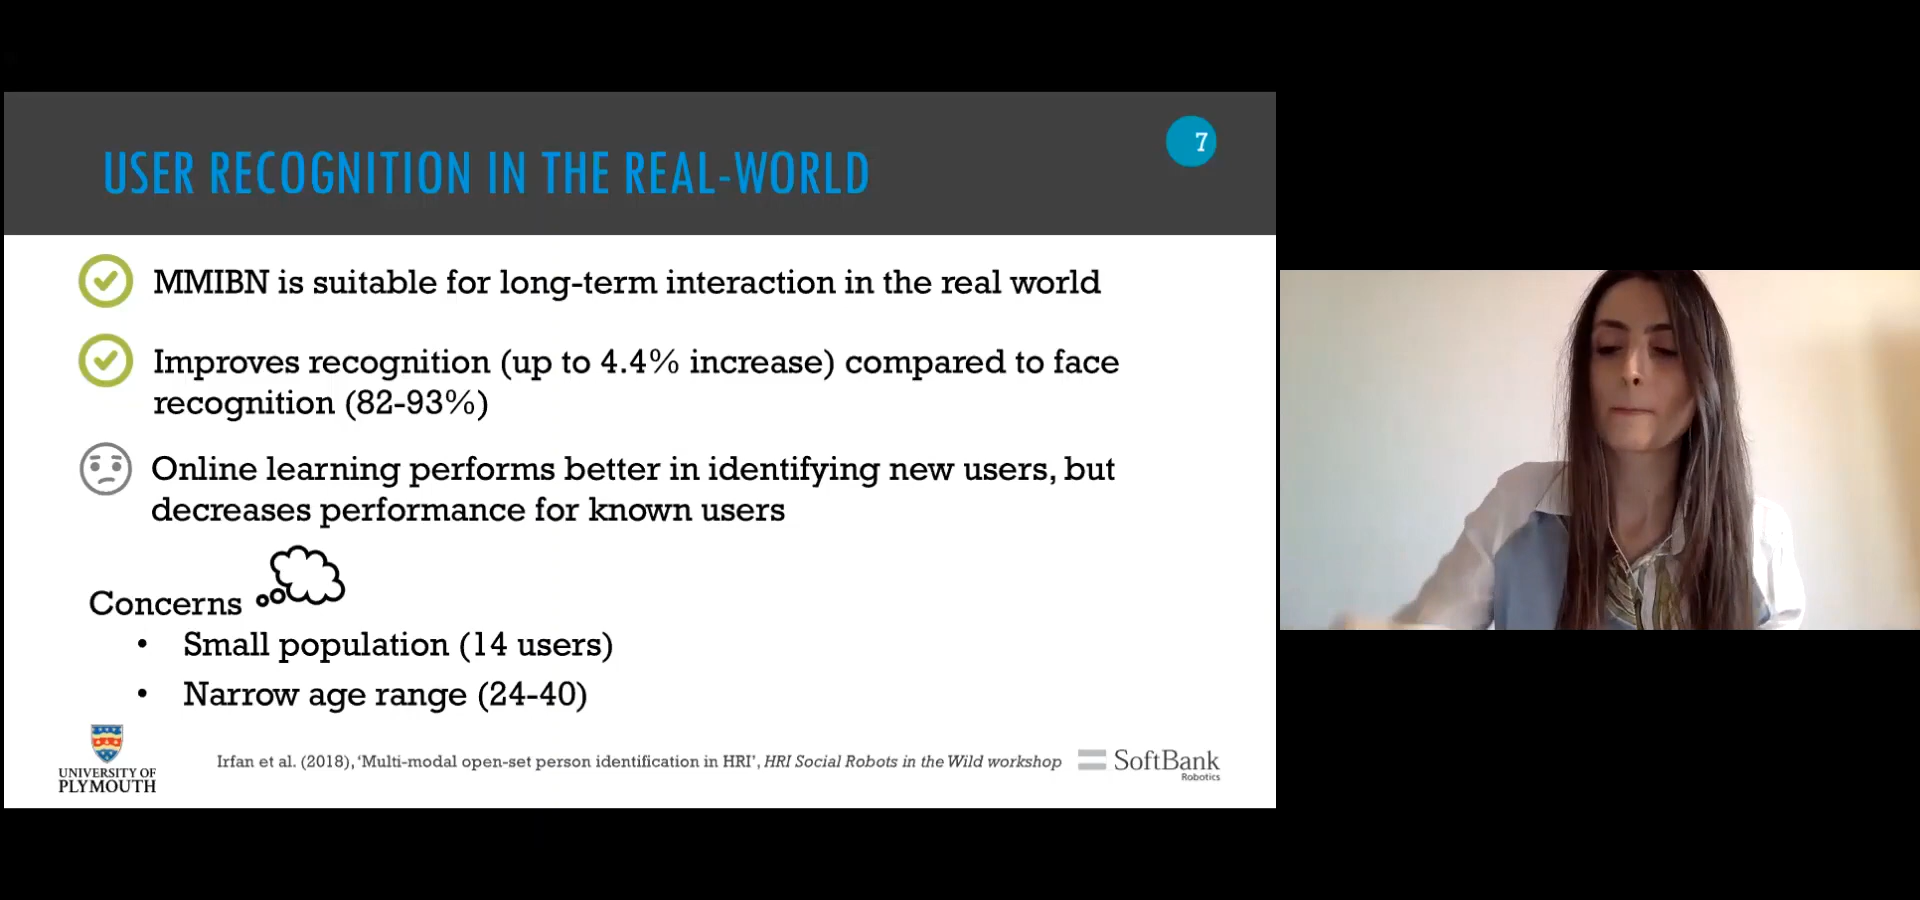 USER RECOGNITION IN THE REAL-WORLD
7
MMIBN is suitable for long-term interaction in the real world
Improves recognition (up to 4.4% increase) compared to face
recognition (82-93%)
Online learning performs better in identifying new users, but
decreases performance for known users
Concerns
• Small population (14 users)
• Narrow age range (24-40)
UNIVERSITY OF
PLYMOUTH
Irfan et al. (2018), ‘Multi-modal open-set person identification in HRI’, HRI Social Robots in the Wild workshop
SoftBank
Robotics